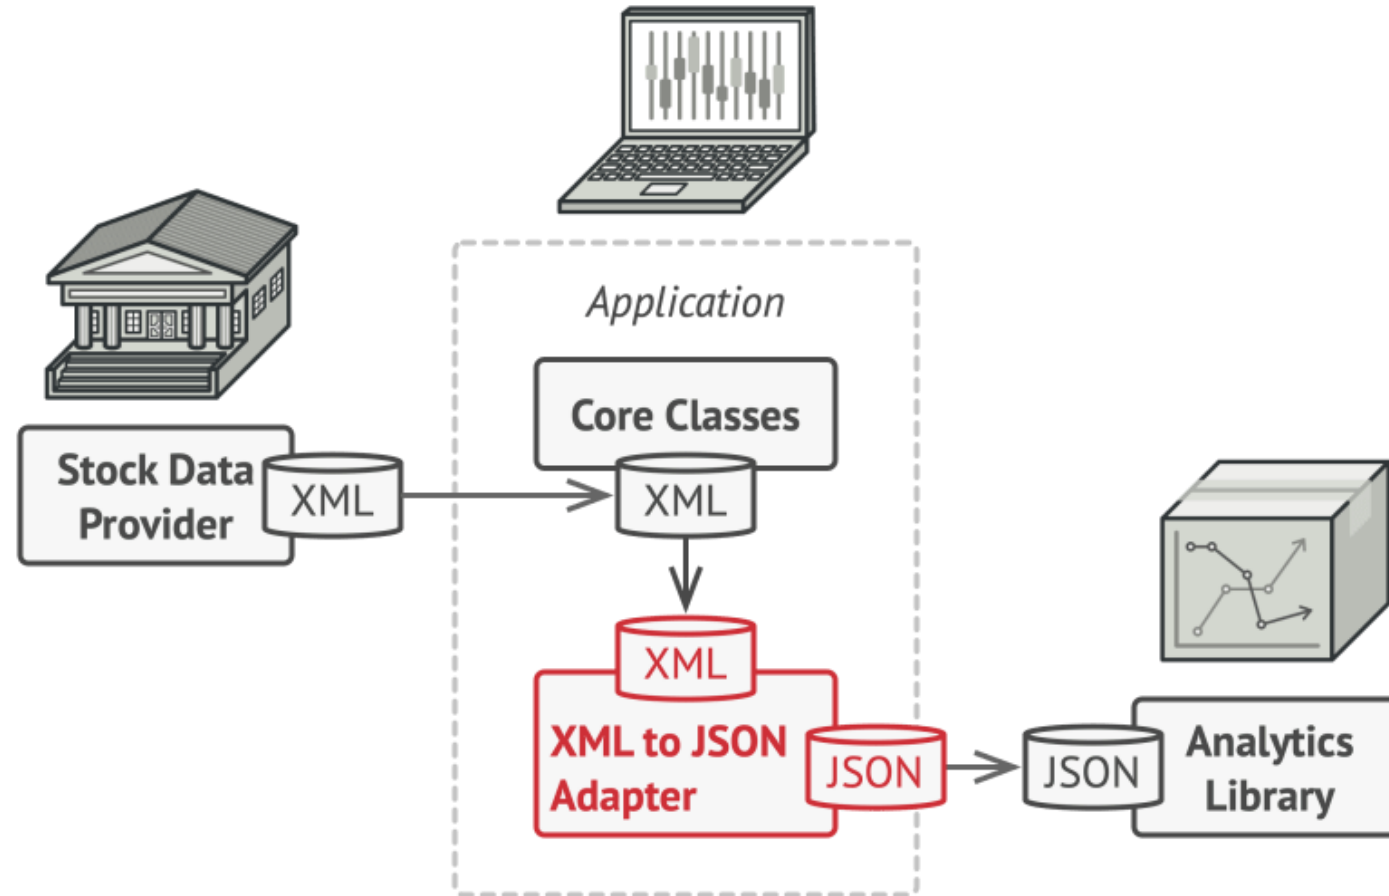 Application
Core Classes
Stock Data
Provider
XML
XML
XML
XML to JSON
Adapter
JSON
JSON
Analytics
Library